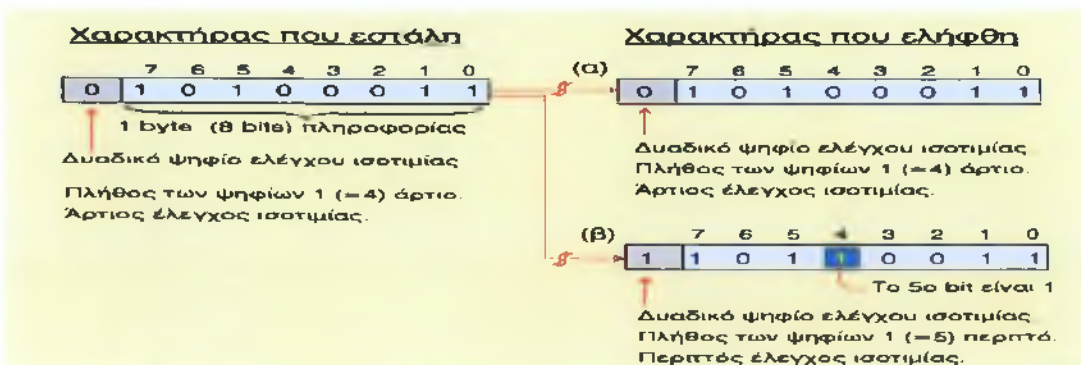 Χαρακτήρας που εστάλη
7 6 5 4 3 2 1 0
0 1 0 1 0 0 0 1 1
1 byte (8 bits) πληροφορίας
Δυαδικό ψηφίο ελέγχου ισοτιμίας
Πλήθος των ψηφίων 1 (=4) άρτιο.
Άρτιος έλεγχος ισοτιμίας.
Χαρακτήρας που ελήφθη
(α)
7 6 5 4 3 2 1 0
0 1 0 1 0 0 0 1 1
Δυαδικό ψηφίο ελέγχου ισοτιμίας
Πλήθος των ψηφίων 1 (=4) άρτιο.
Άρτιος έλεγχος ισοτιμίας.
(β)
7 6 5 4 3 2 1 0
1 1 0 1 1 0 0 1 1
Το 5ο bit είναι 1
Δυαδικό ψηφίο ελέγχου ισοτιμίας
Πλήθος των ψηφίων 1 (=5) περιττό.
Περιττός έλεγχος ισοτιμίας.